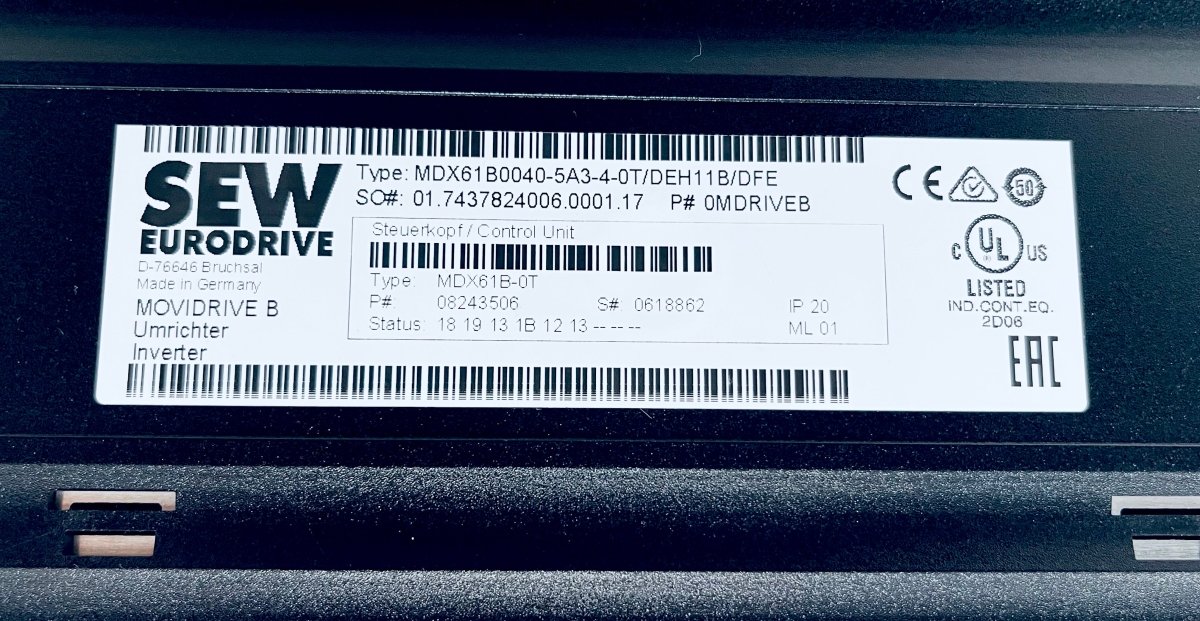 SEW
EURODRIVE
D-76646 Bruchsal
Made in Germany
MOVIDRIVE B
Umrichter
Inverter
Type: MDX61B0040-5A3-4-0T/DEH11B/DFE
SO#: 01.7437824006.0001.17 P# 0MDRIVEB
Steuerkopf / Control Unit
Type: MDX61B-0T
P#: 08243506 S# 0618862 IP 20
Status: 18 19 13 1B 12 13 -- -- -- ML 01
CE 50
C UL US
LISTED
IND.CONT.EQ.
2D06
EAC